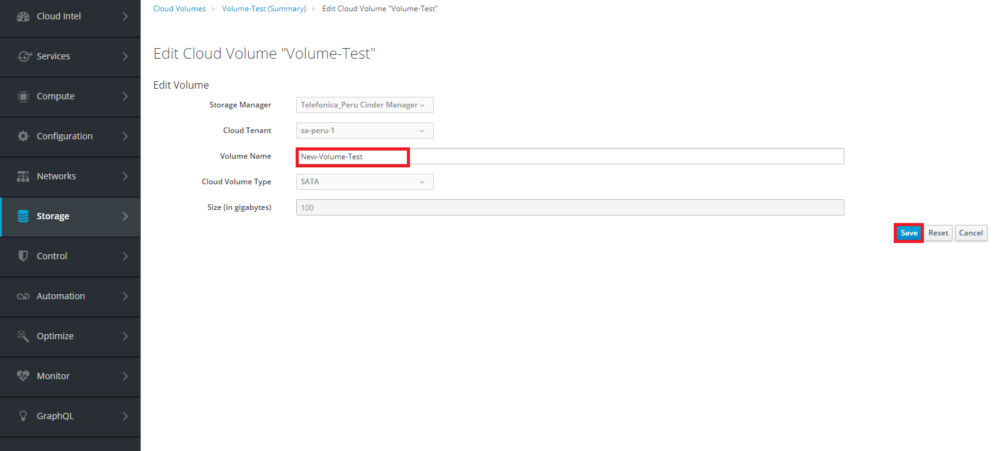 Cloud Intel
Services
Compute
Configuration
Networks
Storage
Control
Automation
Optimize
Monitor
GraphQL
Cloud Volumes › Volume-Test (Summary) › Edit Cloud Volume "Volume-Test"
Edit Cloud Volume "Volume-Test"
Edit Volume
Storage Manager Telefonica_Peru Cinder Manager
Cloud Tenant sa-peru-1
Volume Name New-Volume-Test
Cloud Volume Type SATA
Size (in gigabytes) 100
Save Reset Cancel